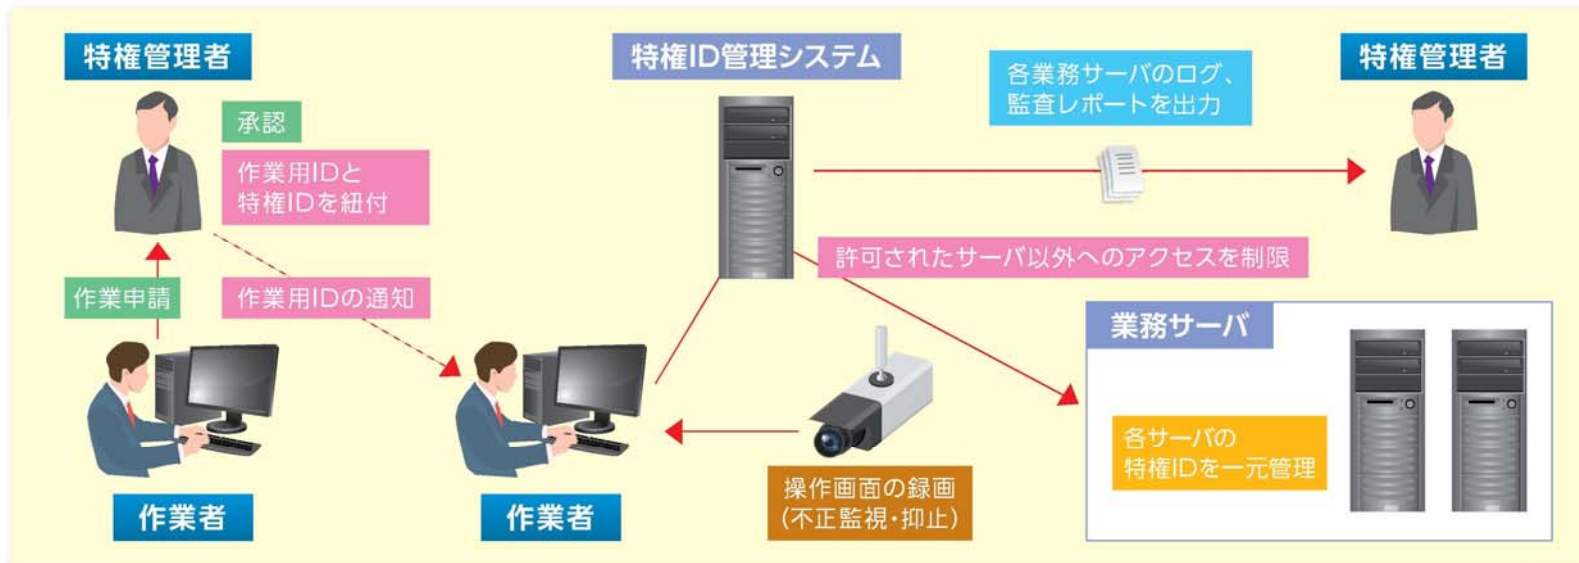 特権管理者
承認
作業用IDと
特権IDを紐付
作業申請
作業用IDの通知
作業者
作業者
特権ID管理システム
各業務サーバのログ、
監査レポートを出力
特権管理者
許可されたサーバ以外へのアクセスを制限
操作画面の録画
(不正監視・抑止)
業務サーバ
各サーバの
特権IDを一元管理